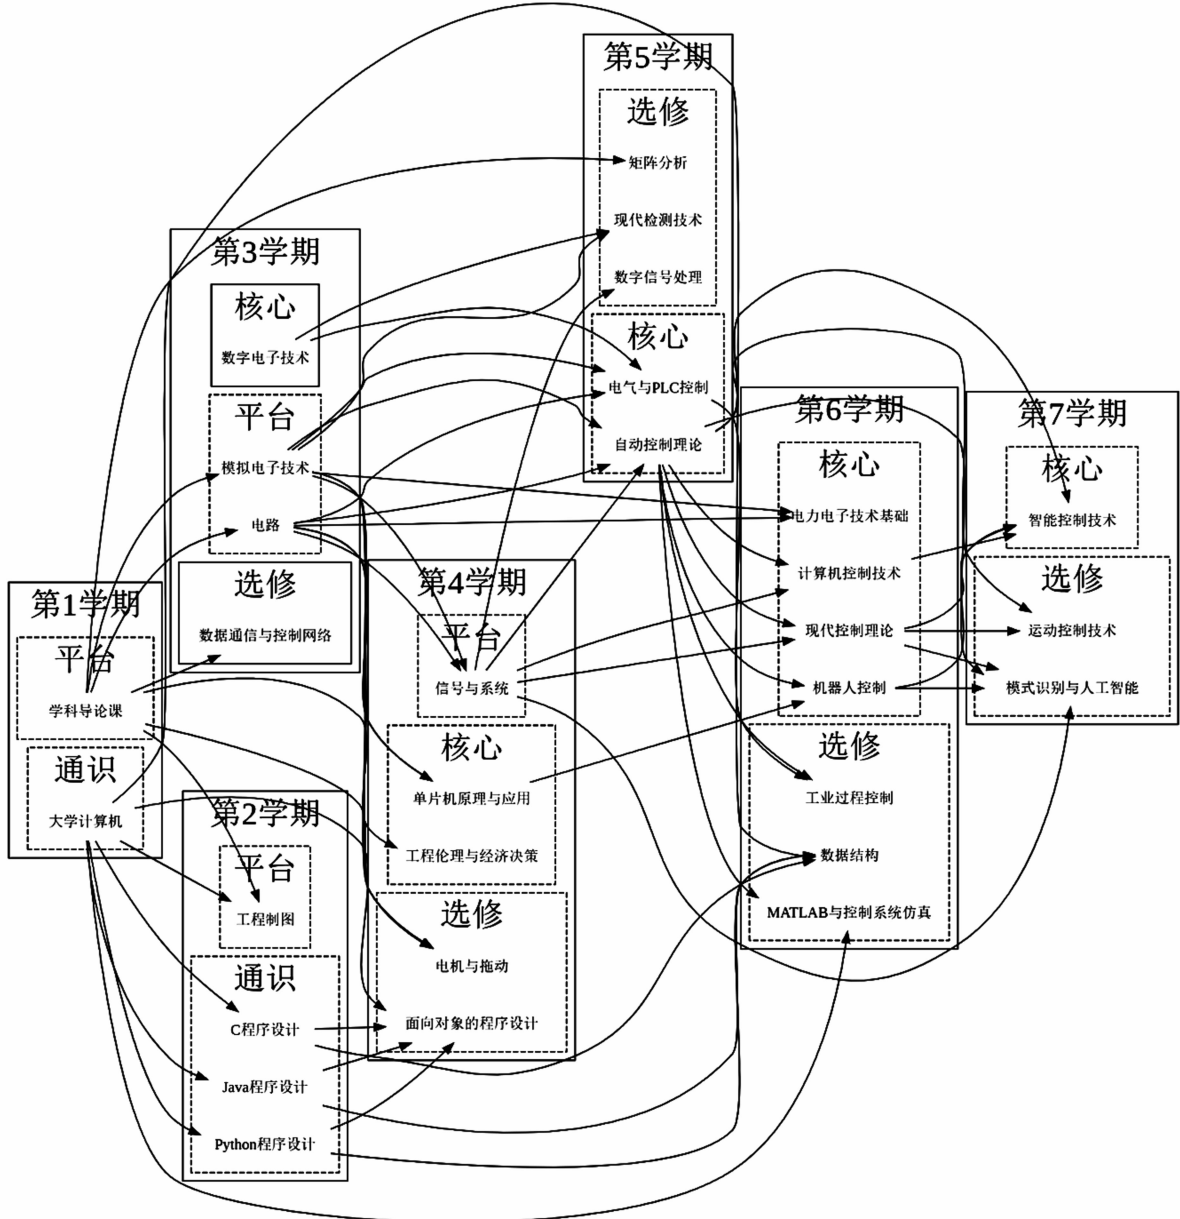 第1学期
平台
学科导论课
通识
大学计算机
第2学期
平台
工程制图
通识
C程序设计
Java程序设计
Python程序设计
第3学期
核心
数字电子技术
平台
模拟电子技术
电路
选修
数据通信与控制网络
第4学期
平台
信号与系统
核心
单片机原理与应用
工程伦理与经济决策
选修
电机与拖动
面向对象的程序设计
第5学期
选修
矩阵分析
现代检测技术
数字信号处理
核心
电气与PLC控制
自动控制理论
第6学期
核心
电力电子技术基础
计算机控制技术
现代控制理论
机器人控制
选修
工业过程控制
数据结构
MATLAB与控制系统仿真
第7学期
核心
智能控制技术
选修
运动控制技术
模式识别与人工智能